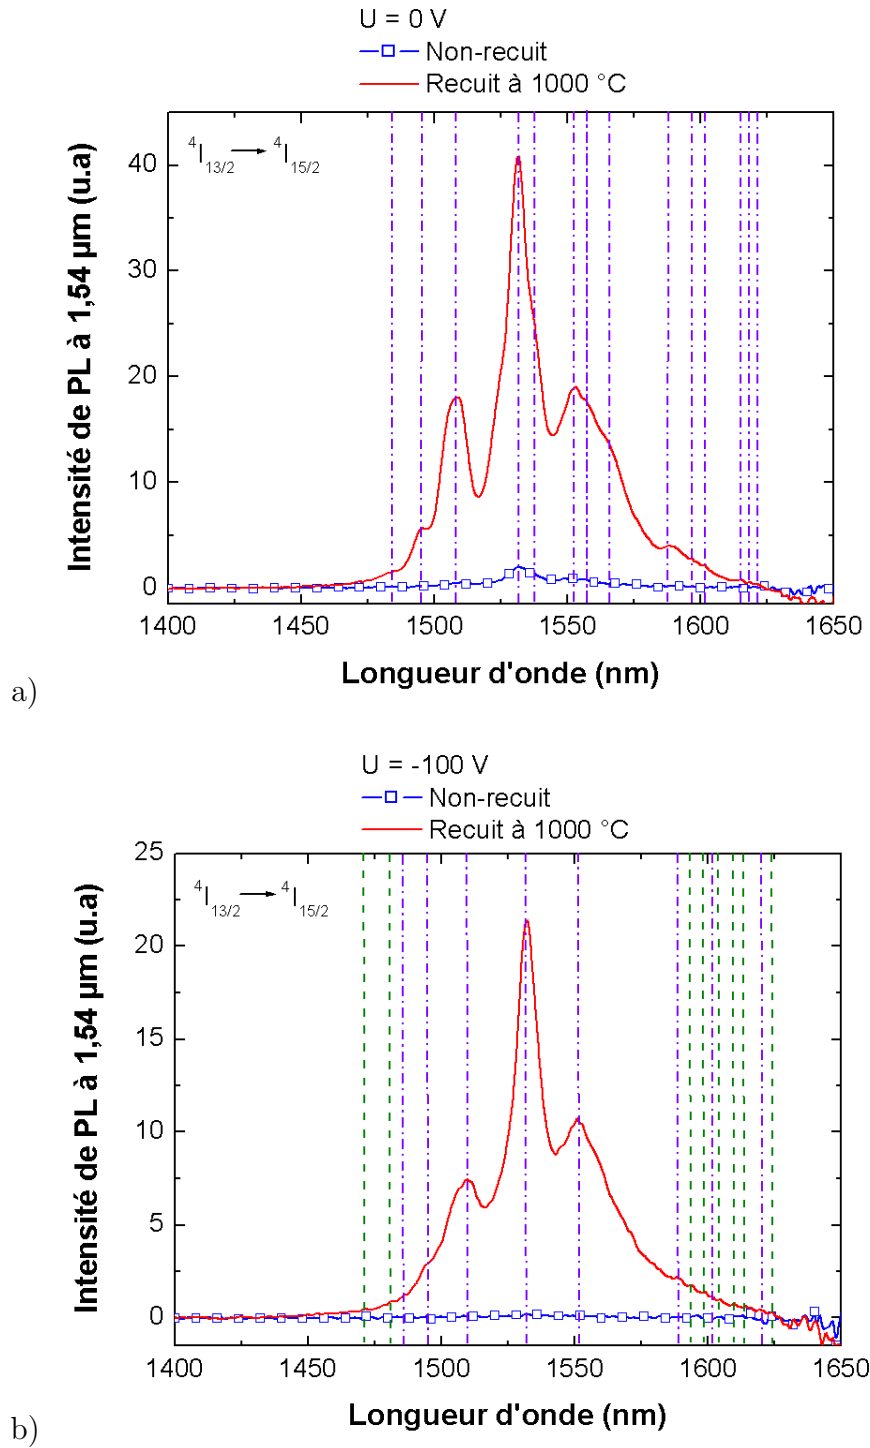 U = 0 V
Non-recuit
Recuit à 1000 °C
4I13/2 → 4I15/2
Intensité de PL à 1,54 µm (u.a)
40
30
20
10
0
1400 1450 1500 1550 1600 1650
Longueur d'onde (nm)
a)
U = -100 V
Non-recuit
Recuit à 1000 °C
4I13/2 → 4I15/2
Intensité de PL à 1,54 µm (u.a)
25
20
15
10
5
0
1400 1450 1500 1550 1600 1650
Longueur d'onde (nm)
b)